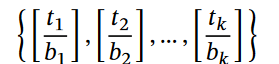 {[t₁/b₁], [t₂/b₂], ..., [tₖ/bₖ]}